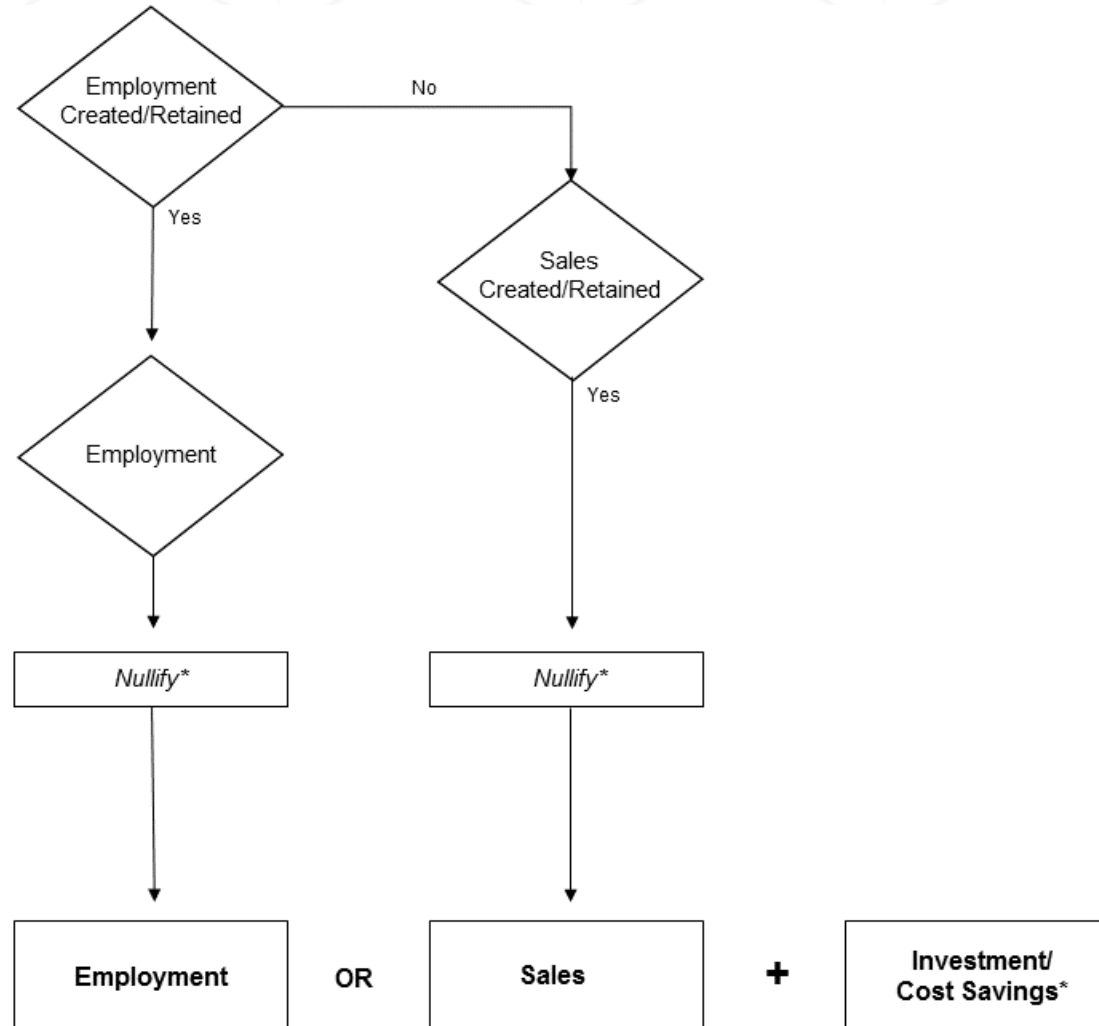 Employment
Created/Retained
No
Yes
Sales
Created/Retained
Yes
Employment
Nullify*
Nullify*
Employment
OR
Sales
+
Investment/
Cost Savings*